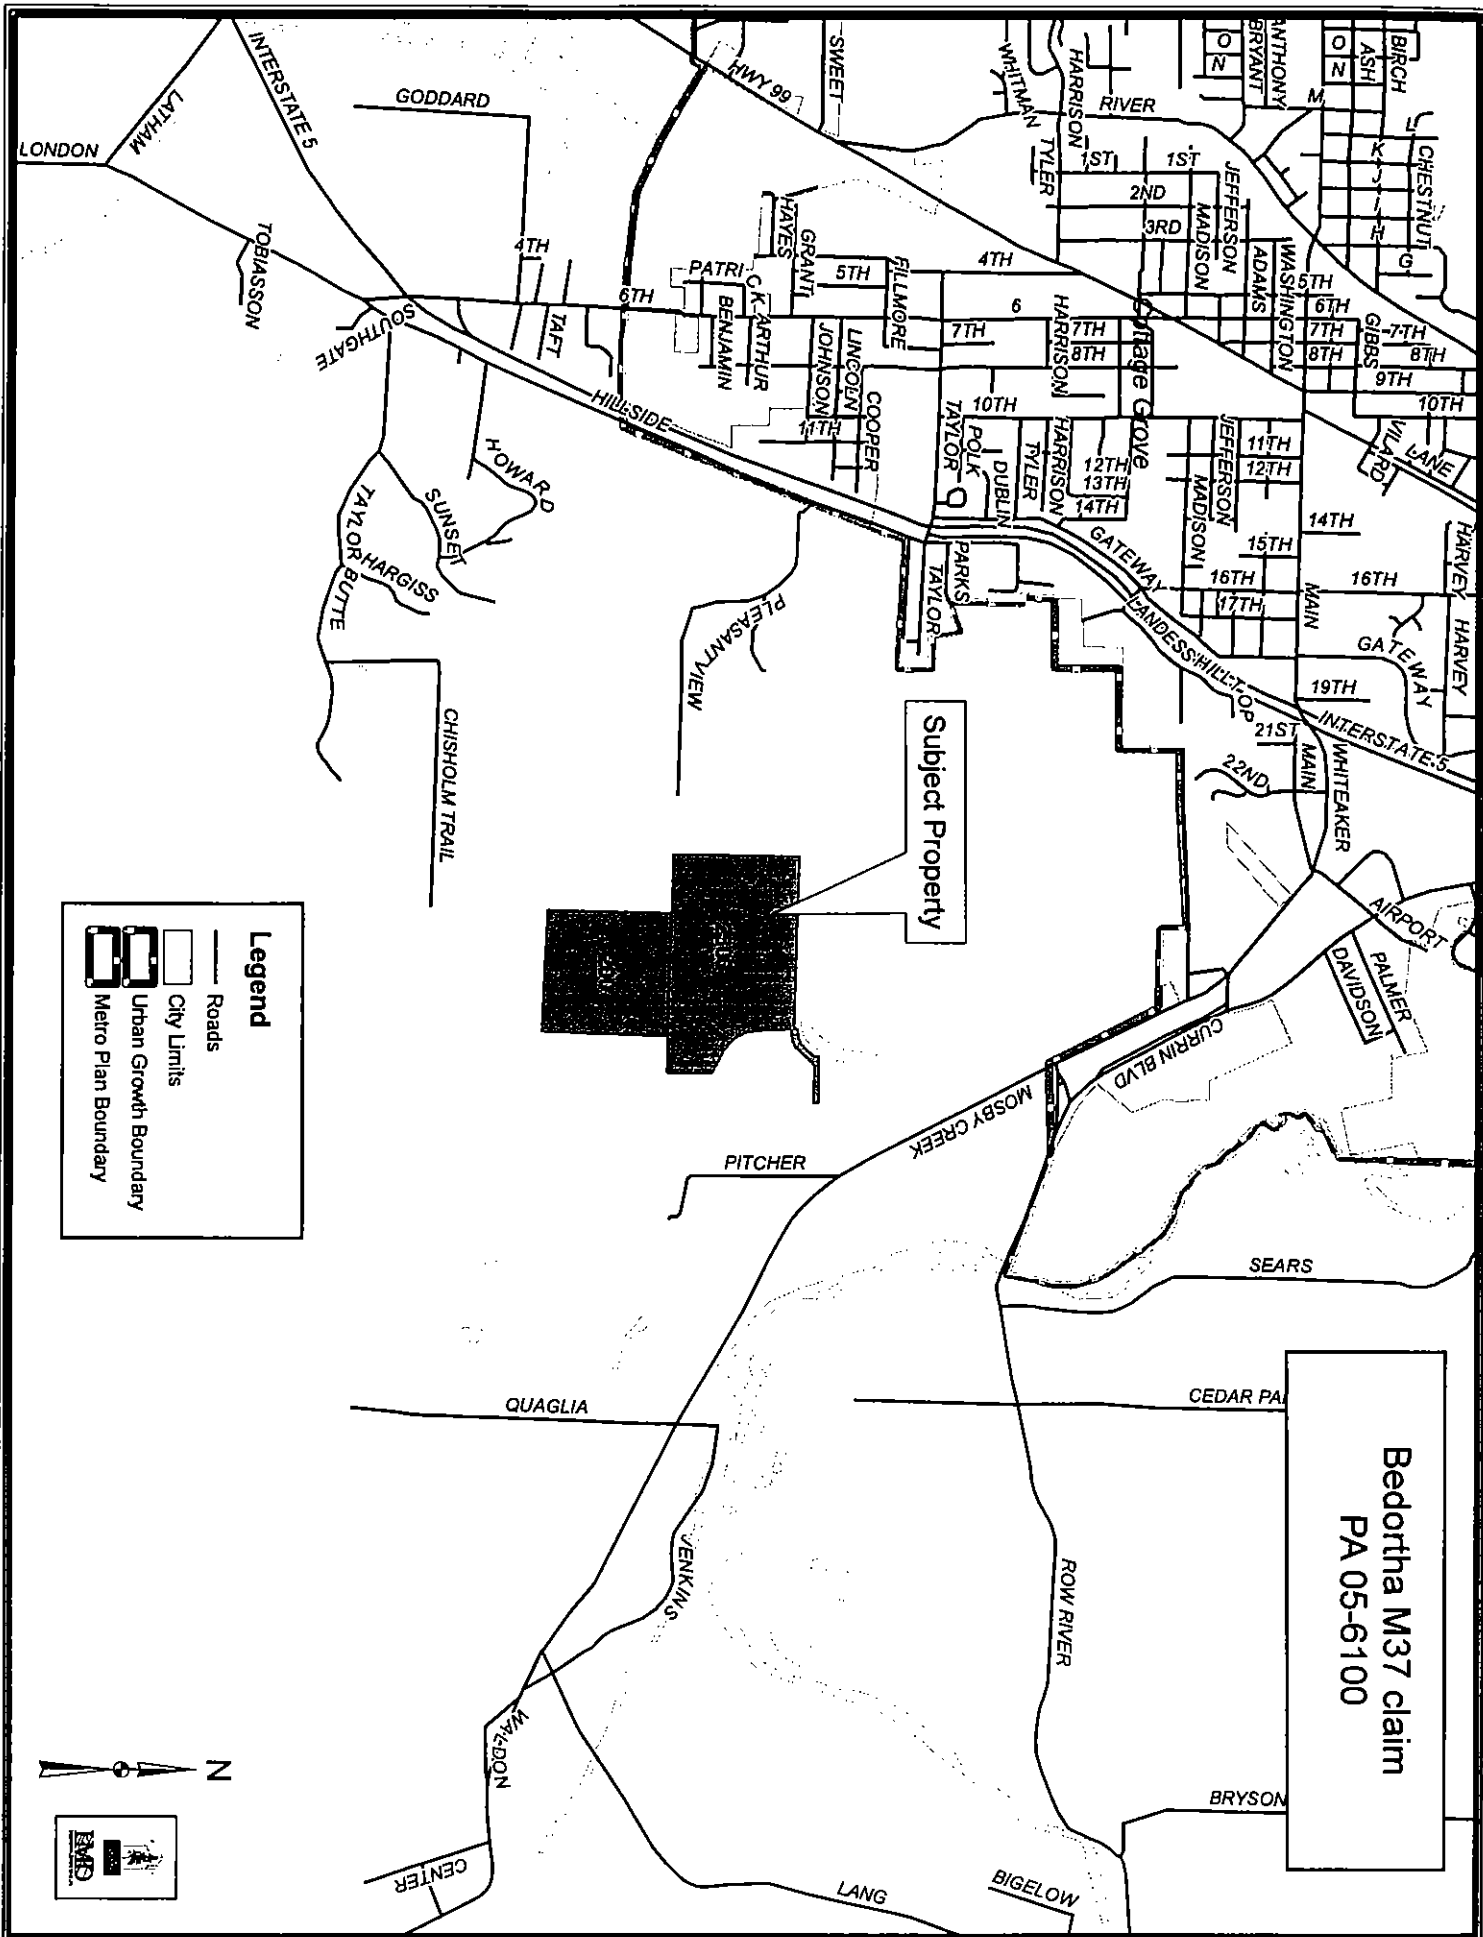 Bedortha M37 claim
PA 05-6100
Subject Property
Legend
Roads
City Limits
Urban Growth Boundary
Metro Plan Boundary
N
Cottage Grove
BIRCH
ASH
O
N
ANTHONY
BRYANT
O
N
M
L
K
J
I
H
G
CHESTNUT
HARRISON
WHITMAN
SWEET
HWY 99
RIVER
TYLER
1ST
1ST
2ND
3RD
JEFFERSON
MADISON
ADAMS
WASHINGTON
5TH
6TH
7TH
7TH
8TH
8TH
GIBBS
9TH
10TH
VILARD
LANE
HAYES
GRANT
5TH
FILLMORE
4TH
PATRICK
ARTHUR
BENJAMIN
6TH
6
7TH
7TH
8TH
HARRISON
JOHNSON
LINCOLN
COOPER
11TH
10TH
TAYLOR
POLK
DUBLIN
TYLER
HARRISON
12TH
13TH
14TH
JEFFERSON
MADISON
11TH
12TH
14TH
15TH
16TH
16TH
17TH
MAIN
HARVEY
HARVEY
GATEWAY
GATEWAY
LANDESS
HILLTOP
19TH
21ST
22ND
MAIN
WHITEAKER
INTERSTATE 5
PARKS
TAYLOR
GODDARD
INTERSTATE 5
LATHAM
LONDON
TOBIASSON
4TH
TAFT
SOUTHGATE
HILLSIDE
HOWARD
SUNSET
HARGISS
TAYLOR BUTTE
CHISHOLM TRAIL
PLEASANTVIEW
AIRPORT
PALMER
DAVIDSON
CURRIN BLVD
MOSBY CREEK
PITCHER
SEARS
CEDAR PA
QUAGLIA
JENKINS
ROW RIVER
WAL-DON
CENTER
LANG
BIGELOW
BRYSON